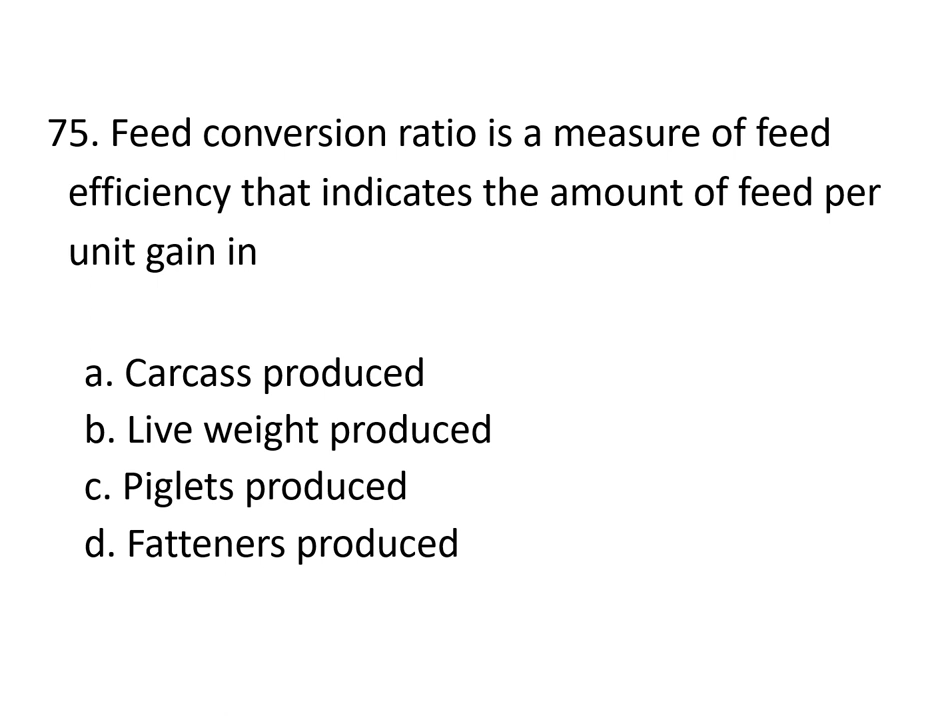 75. Feed conversion ratio is a measure of feed
efficiency that indicates the amount of feed per
unit gain in
a. Carcass produced
b. Live weight produced
c. Piglets produced
d. Fatteners produced